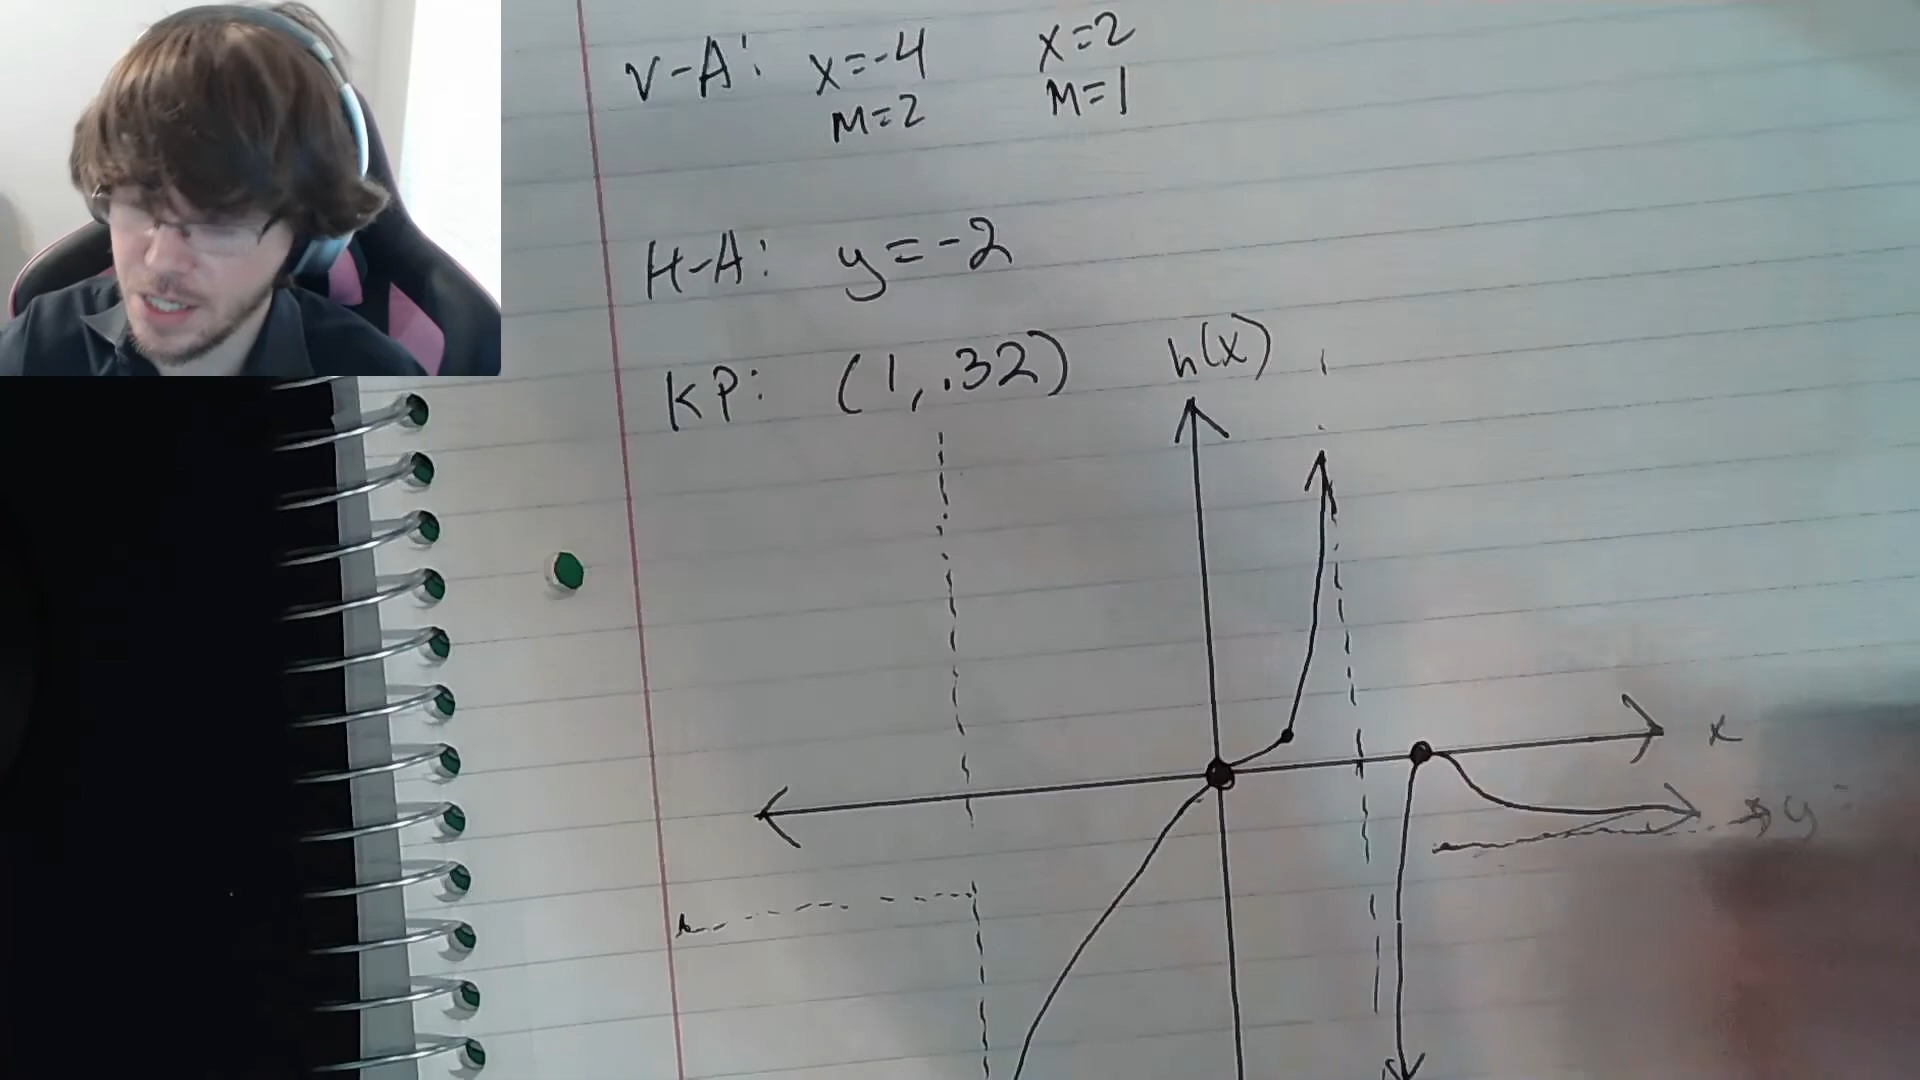 V-A: x=-4 x=2
M=2 M=1
H-A: y=-2
KP: (1, .32)
h(x)
x
y